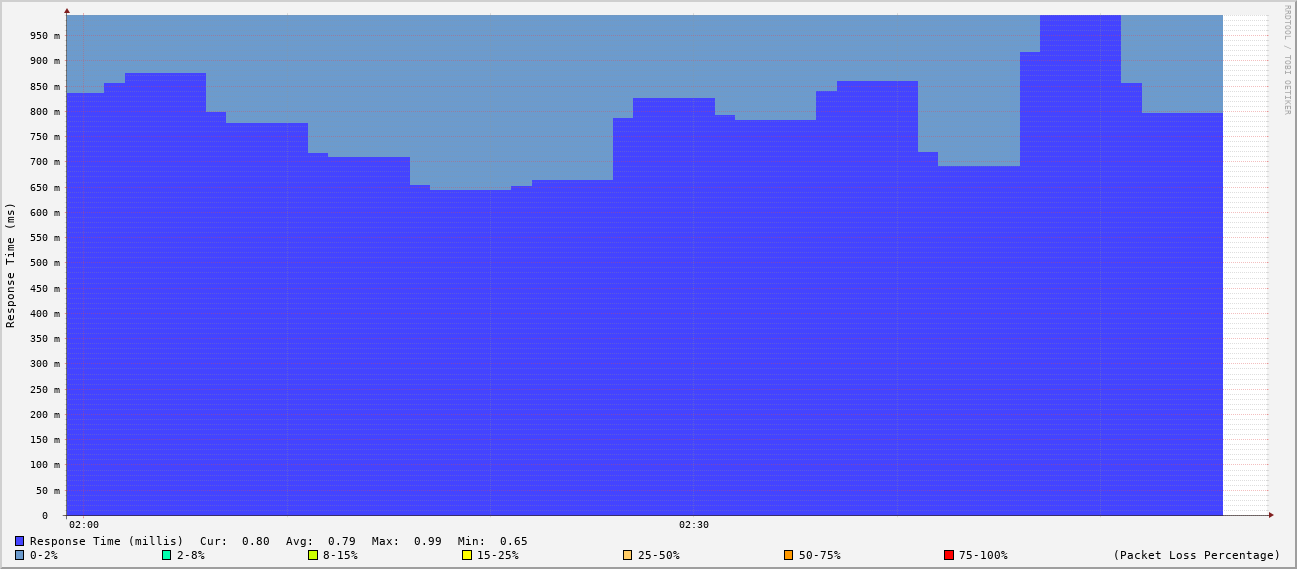 RRDTOOL / TOBI OETIKER
Response Time (ms)
950 m
900 m
850 m
800 m
750 m
700 m
650 m
600 m
550 m
500 m
450 m
400 m
350 m
300 m
250 m
200 m
150 m
100 m
50 m
0
02:00 02:30
Response Time (millis) Cur: 0.80 Avg: 0.79 Max: 0.99 Min: 0.65
0-2% 2-8% 8-15% 15-25% 25-50% 50-75% 75-100% (Packet Loss Percentage)